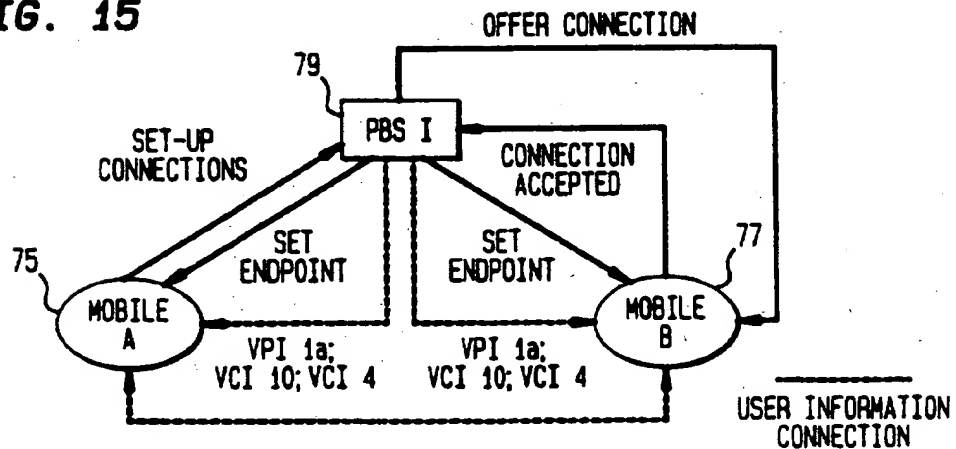 IG. 15
OFFER CONNECTION
79
PBS I
SET-UP
CONNECTIONS
CONNECTION
ACCEPTED
75
SET
ENDPOINT
SET
ENDPOINT
77
MOBILE
A
MOBILE
B
VPI 1a;
VCI 10; VCI 4
VPI 1a;
VCI 10; VCI 4
USER INFORMATION
CONNECTION